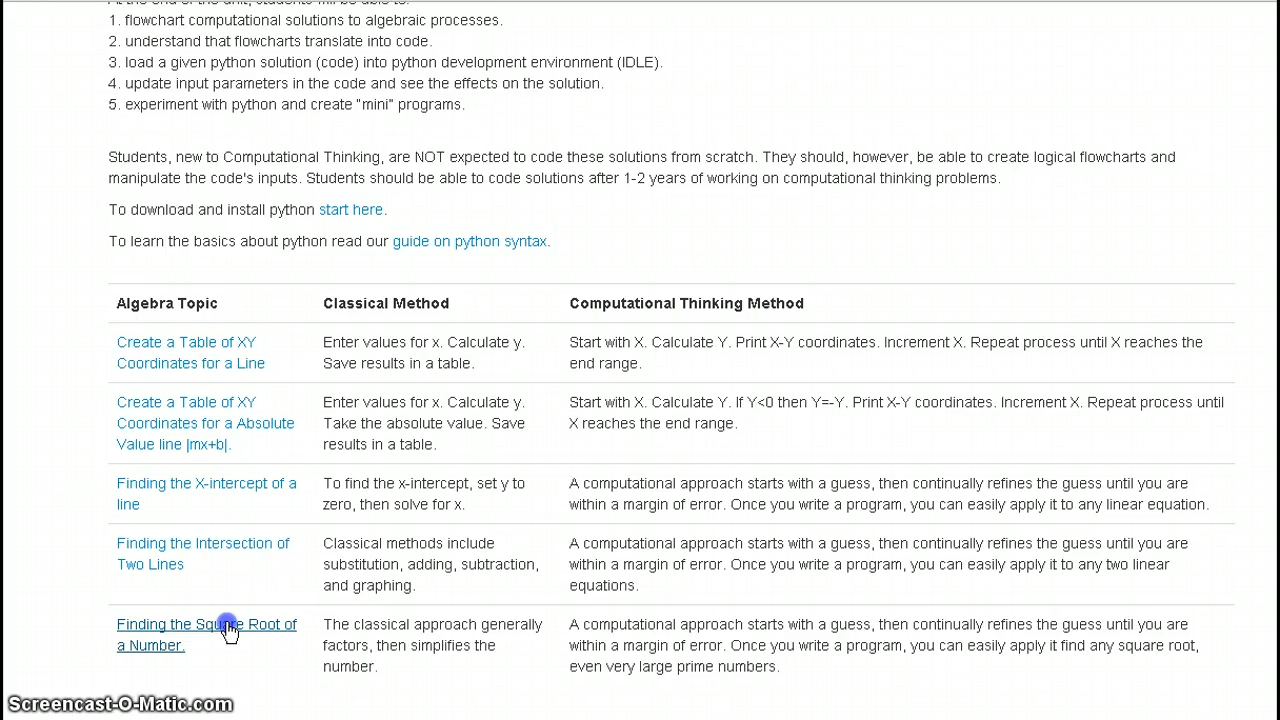 At the end of the unit, students will be able to:
1. flowchart computational solutions to algebraic processes.
2. understand that flowcharts translate into code.
3. load a given python solution (code) into python development environment (IDLE).
4. update input parameters in the code and see the effects on the solution.
5. experiment with python and create "mini" programs.
Students, new to Computational Thinking, are NOT expected to code these solutions from scratch. They should, however, be able to create logical flowcharts and
manipulate the code's inputs. Students should be able to code solutions after 1-2 years of working on computational thinking problems.
To download and install python start here.
To learn the basics about python read our guide on python syntax.
Algebra Topic
Classical Method
Computational Thinking Method
Create a Table of XY
Coordinates for a Line
Enter values for x. Calculate y.
Save results in a table.
Start with X. Calculate Y. Print X-Y coordinates. Increment X. Repeat process until X reaches the
end range.
Create a Table of XY
Coordinates for a Absolute
Value line |mx+b|.
Enter values for x. Calculate y.
Take the absolute value. Save
results in a table.
Start with X. Calculate Y. If Y<0 then Y=-Y. Print X-Y coordinates. Increment X. Repeat process until
X reaches the end range.
Finding the X-intercept of a
line
To find the x-intercept, set y to
zero, then solve for x.
A computational approach starts with a guess, then continually refines the guess until you are
within a margin of error. Once you write a program, you can easily apply it to any linear equation.
Finding the Intersection of
Two Lines
Classical methods include
substitution, adding, subtraction,
and graphing.
A computational approach starts with a guess, then continually refines the guess until you are
within a margin of error. Once you write a program, you can easily apply it to any two linear
equations.
Finding the Square Root of
a Number.
The classical approach generally
factors, then simplifies the
number.
A computational approach starts with a guess, then continually refines the guess until you are
within a margin of error. Once you write a program, you can easily apply it find any square root,
even very large prime numbers.
Screencast-O-Matic.com